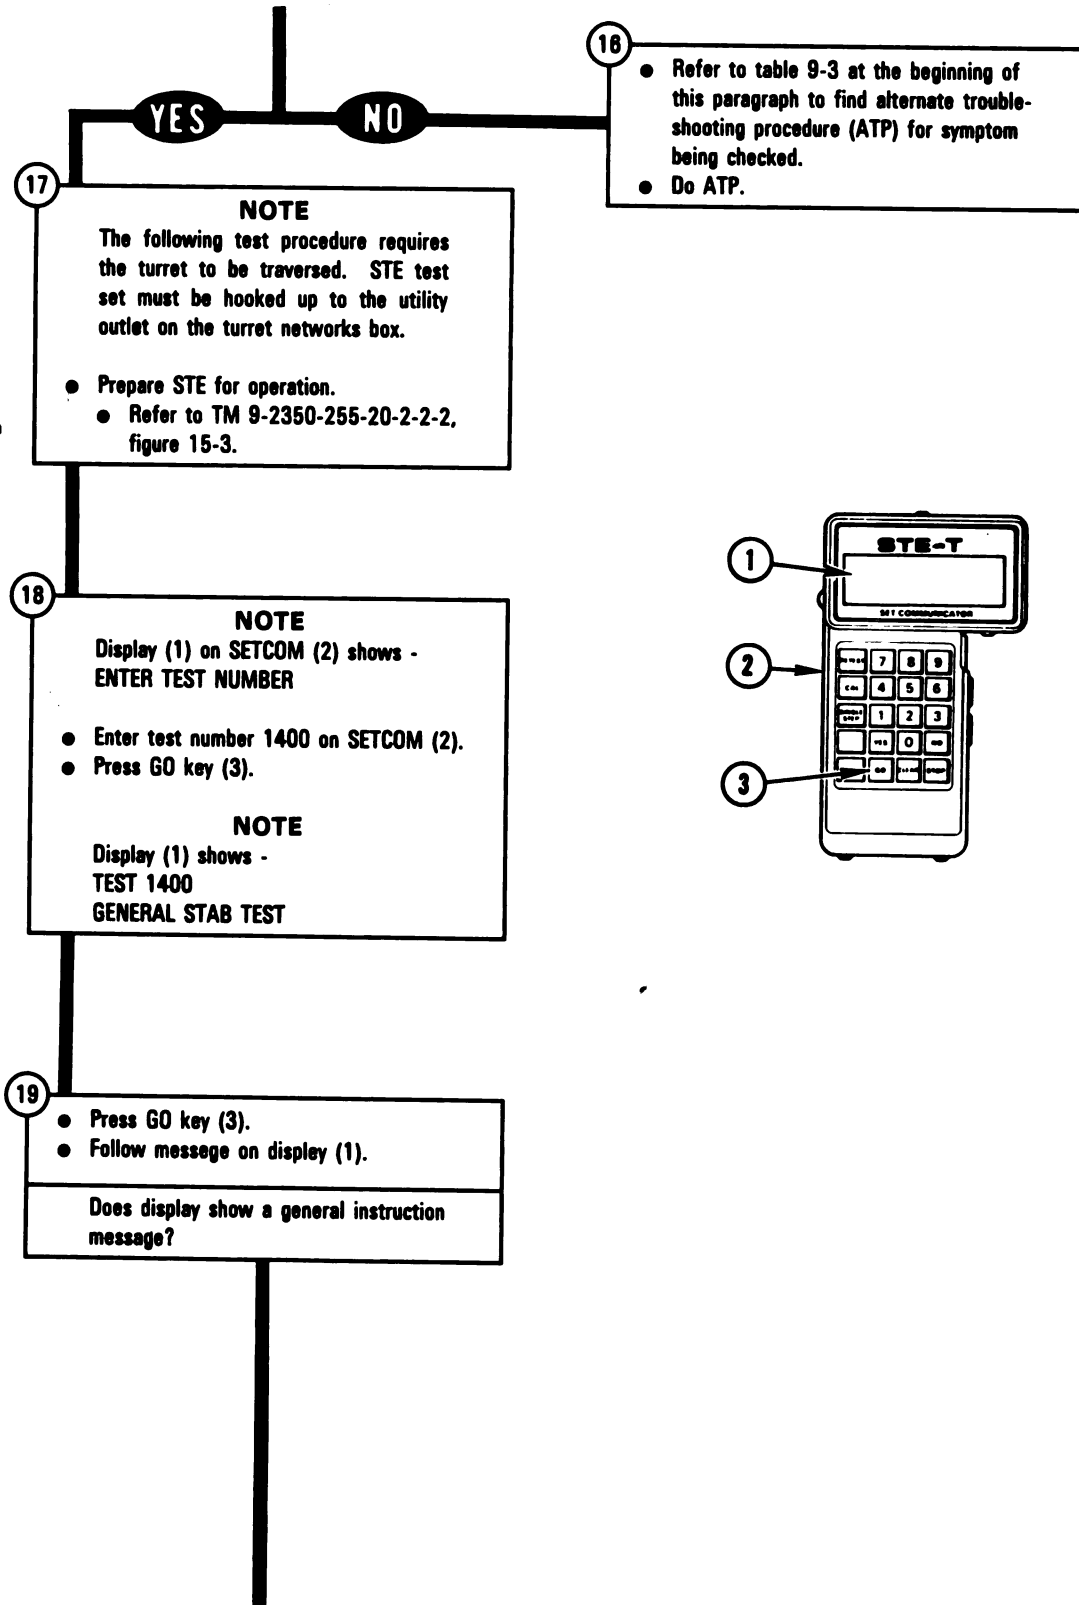 YES
NO
16
● Refer to table 9-3 at the beginning of
this paragraph to find alternate trouble-
shooting procedure (ATP) for symptom
being checked.
● Do ATP.
17
NOTE
The following test procedure requires
the turret to be traversed. STE test
set must be hooked up to the utility
outlet on the turret networks box.
● Prepare STE for operation.
● Refer to TM 9-2350-255-20-2-2-2,
figure 15-3.
18
NOTE
Display (1) on SETCOM (2) shows -
ENTER TEST NUMBER
● Enter test number 1400 on SETCOM (2).
● Press GO key (3).
NOTE
Display (1) shows -
TEST 1400
GENERAL STAB TEST
1
2
3
STE-T
SET COMMUNICATOR
7 8 9
4 5 6
1 2 3
YES 0 NO
GO
19
● Press GO key (3).
● Follow messege on display (1).
Does display show a general instruction
message?